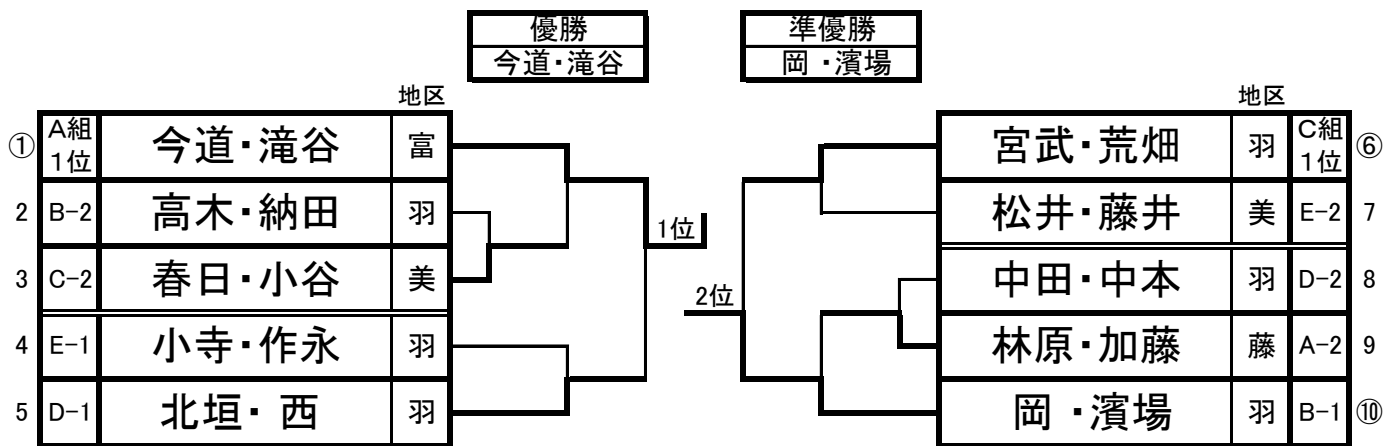 優勝 準優勝
今道・滝谷 岡・濱場
地区 地区
① A組1位 今道・滝谷 富 宮武・荒畑 羽 C組1位 ⑥
2 B-2 高木・納田 羽 1位 松井・藤井 美 E-2 7
3 C-2 春日・小谷 美 2位 中田・中本 羽 D-2 8
4 E-1 小寺・作永 羽 林原・加藤 藤 A-2 9
5 D-1 北垣・西 羽 岡・濱場 羽 B-1 ⑩